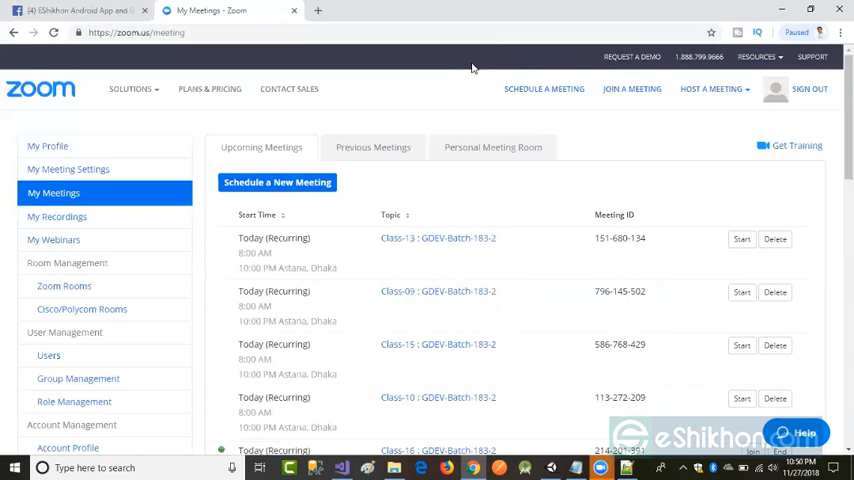 (4) EShikhon Android App and G
My Meetings - Zoom
https://zoom.us/meeting
IQ
Paused
REQUEST A DEMO 1.888.799.9666 RESOURCES SUPPORT
zoom
SOLUTIONS PLANS & PRICING CONTACT SALES
SCHEDULE A MEETING JOIN A MEETING HOST A MEETING SIGN OUT
My Profile
My Meeting Settings
My Meetings
My Recordings
My Webinars
Room Management
Zoom Rooms
Cisco/Polycom Rooms
User Management
Users
Group Management
Role Management
Account Management
Account Profile
Upcoming Meetings Previous Meetings Personal Meeting Room
Get Training
Schedule a New Meeting
Start Time Topic Meeting ID
Today (Recurring) Class-13 : GDEV-Batch-183-2 151-680-134 Start Delete
8:00 AM
10:00 PM Astana, Dhaka
Today (Recurring) Class-09 : GDEV-Batch-183-2 796-145-502 Start Delete
8:00 AM
10:00 PM Astana, Dhaka
Today (Recurring) Class-15 : GDEV-Batch-183-2 586-768-429 Start Delete
8:00 AM
10:00 PM Astana, Dhaka
Today (Recurring) Class-10 : GDEV-Batch-183-2 113-272-209 Start Delete
8:00 AM
10:00 PM Astana, Dhaka
Today (Recurring) Class-16 : GDEV-Batch-183-2 214-201-391 Join End
Help
eShikhon.com
Type here to search
10:50 PM
11/27/2018